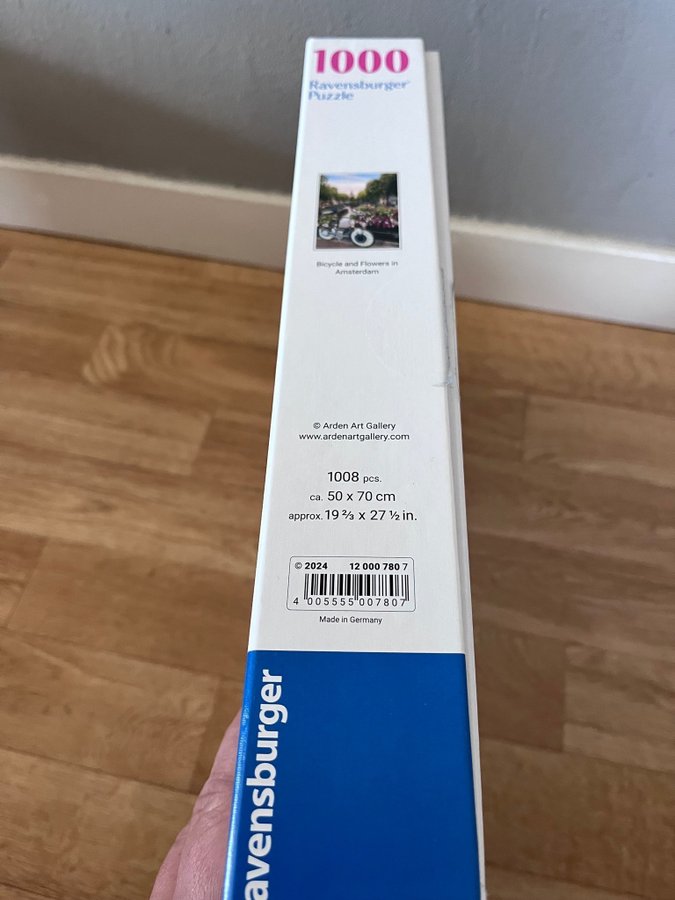 1000
Ravensburger
Puzzle
Bicycle and Flowers in
Amsterdam
© Arden Art Gallery
www.ardenartgallery.com
1008 pcs.
ca. 50 x 70 cm
approx. 19 ⅔ x 27 ½ in.
© 2024 12 000 780 7
4 005555 007807
Made in Germany
avensburger